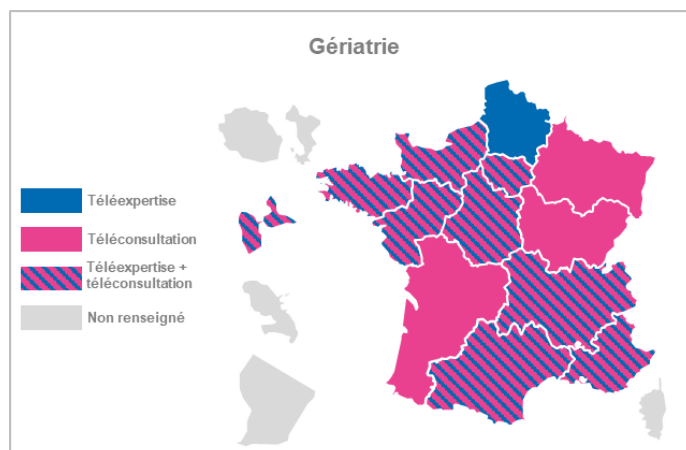 Gériatrie
Téléexpertise
Téléconsultation
Téléexpertise +
téléconsultation
Non renseigné